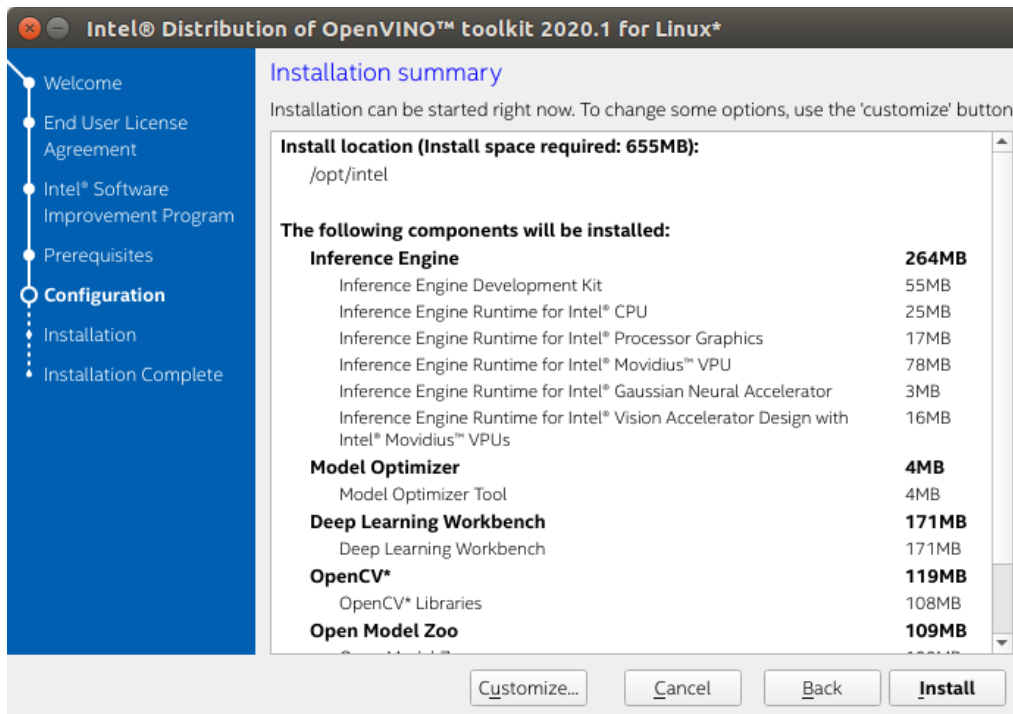 Intel® Distribution of OpenVINO™ toolkit 2020.1 for Linux*
Welcome
End User License
Agreement
Intel® Software
Improvement Program
Prerequisites
Configuration
Installation
Installation Complete
Installation summary
Installation can be started right now. To change some options, use the 'customize' button
Install location (Install space required: 655MB):
/opt/intel
The following components will be installed:
Inference Engine 264MB
Inference Engine Development Kit 55MB
Inference Engine Runtime for Intel® CPU 25MB
Inference Engine Runtime for Intel® Processor Graphics 17MB
Inference Engine Runtime for Intel® Movidius™ VPU 78MB
Inference Engine Runtime for Intel® Gaussian Neural Accelerator 3MB
Inference Engine Runtime for Intel® Vision Accelerator Design with 16MB
Intel® Movidius™ VPUs
Model Optimizer 4MB
Model Optimizer Tool 4MB
Deep Learning Workbench 171MB
Deep Learning Workbench 171MB
OpenCV* 119MB
OpenCV* Libraries 108MB
Open Model Zoo 109MB
Customize... Cancel Back Install